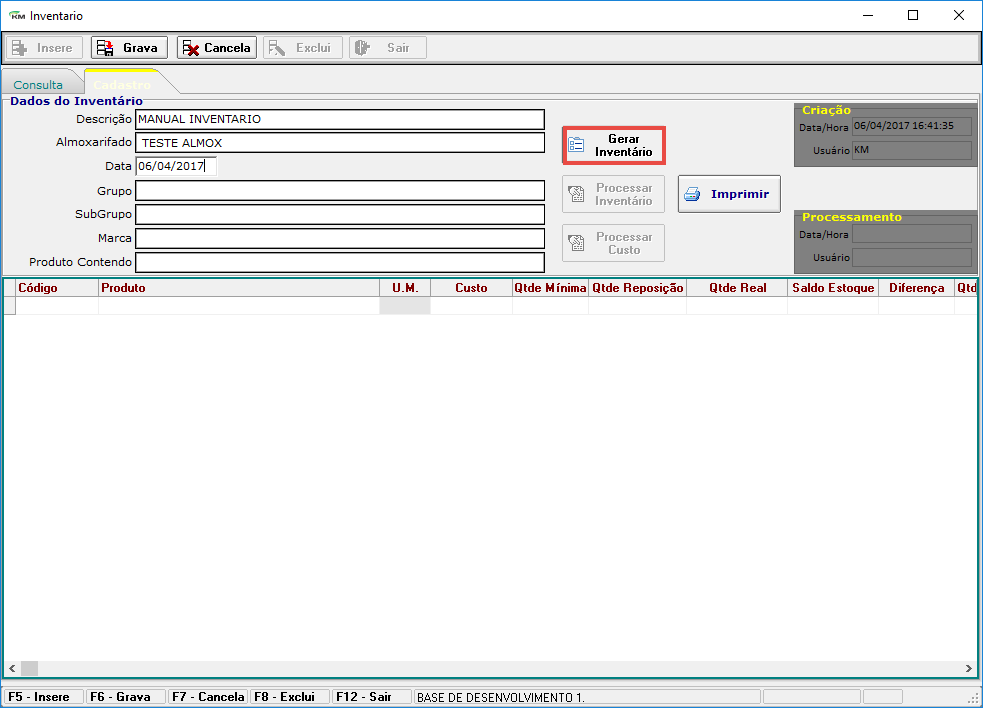 KM Inventario
Insere Grava Cancela Exclui Sair
Consulta Cadastro
Dados do Inventário
Descrição MANUAL INVENTARIO
Almoxarifado TESTE ALMOX
Data 06/04/2017
Grupo
SubGrupo
Marca
Produto Contendo
Gerar
Inventário
Processar
Inventário
Processar
Custo
Imprimir
Criação
Data/Hora 06/04/2017 16:41:35
Usuário KM
Processamento
Data/Hora
Usuário
Código Produto U.M. Custo Qtde Mínima Qtde Reposição Qtde Real Saldo Estoque Diferença Qtd
F5 - Insere F6 - Grava F7 - Cancela F8 - Exclui F12 - Sair BASE DE DESENVOLVIMENTO 1.